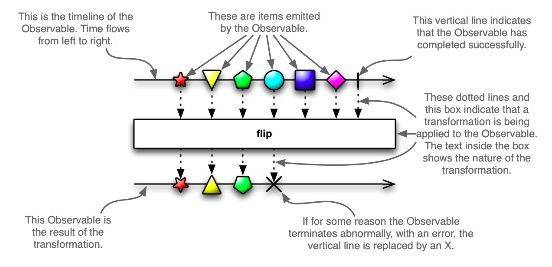 This is the timeline of the
Observable. Time flows
from left to right.
These are items emitted
by the Observable.
This vertical line indicates
that the Observable has
completed successfully.
These dotted lines and
this box indicate that a
transformation is being
applied to the Observable.
The text inside the box
shows the nature of the
transformation.
flip
This Observable is
the result of the
transformation.
If for some reason the Observable
terminates abnormally, with an error, the
vertical line is replaced by an X.